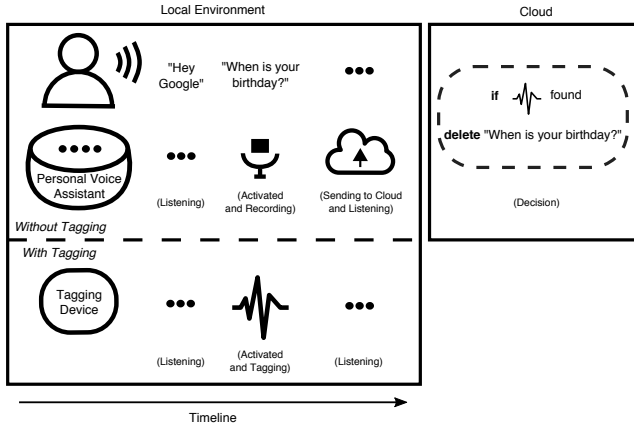 Local Environment
Cloud
"Hey
Google"
"When is your
birthday?"
if found
delete "When is your birthday?"
(Decision)
Personal Voice
Assistant
(Listening)
(Activated
and Recording)
(Sending to Cloud
and Listening)
Without Tagging
With Tagging
Tagging
Device
(Listening)
(Activated
and Tagging)
(Listening)
Timeline